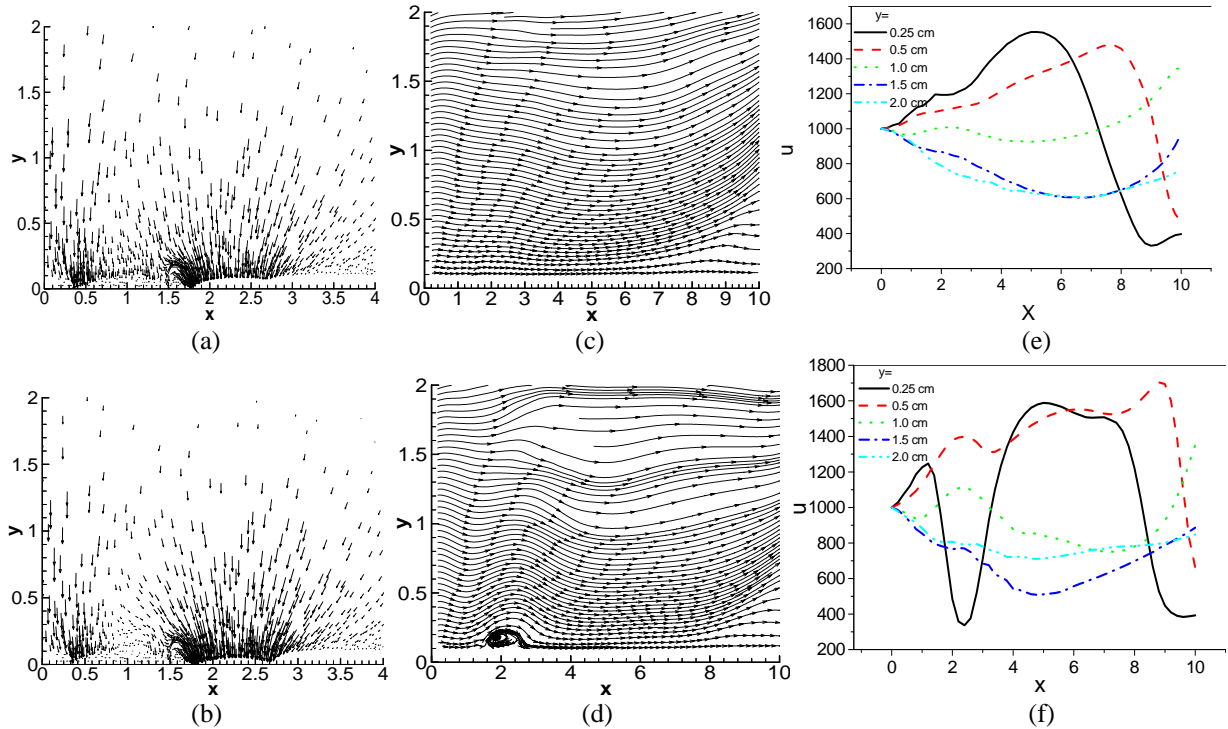 2
1.5
1
0.5
0
y
0 0.5 1 1.5 2 2.5 3 3.5 4
x
(a)
2
1.5
1
0.5
0
y
0 1 2 3 4 5 6 7 8 9 10
x
(c)
1600
1400
1200
1000
800
600
400
200
u
y=
0.25 cm
0.5 cm
1.0 cm
1.5 cm
2.0 cm
0 2 4 6 8 10
X
(e)
2
1.5
1
0.5
0
y
0 0.5 1 1.5 2 2.5 3 3.5 4
x
(b)
2
1.5
1
0.5
0
y
0 2 4 6 8 10
x
(d)
1800
1600
1400
1200
1000
800
600
400
200
u
y=
0.25 cm
0.5 cm
1.0 cm
1.5 cm
2.0 cm
0 2 4 6 8 10
X
(f)